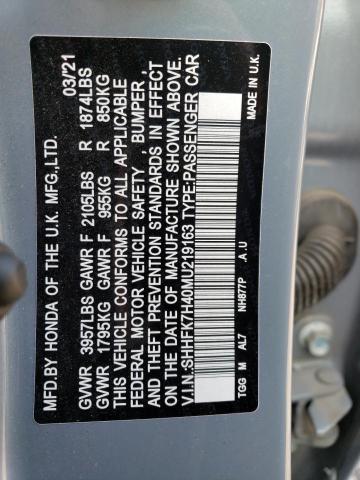 MFD.BY HONDA OF THE U.K. MFG.,LTD. 03/'21
GVWR 3957LBS GAWR F 2105LBS R 1874LBS
GVWR 1795KG GAWR F 955KG R 850KG
THIS VEHICLE CONFORMS TO ALL APPLICABLE
FEDERAL MOTOR VEHICLE SAFETY , BUMPER ,
AND THEFT PREVENTION STANDARDS IN EFFECT
ON THE DATE OF MANUFACTURE SHOWN ABOVE.
V.I.N.:SHHFK7H40MU219163 TYPE:PASSENGER CAR
TGG M AL7 NH877P .A .U MADE IN U.K.